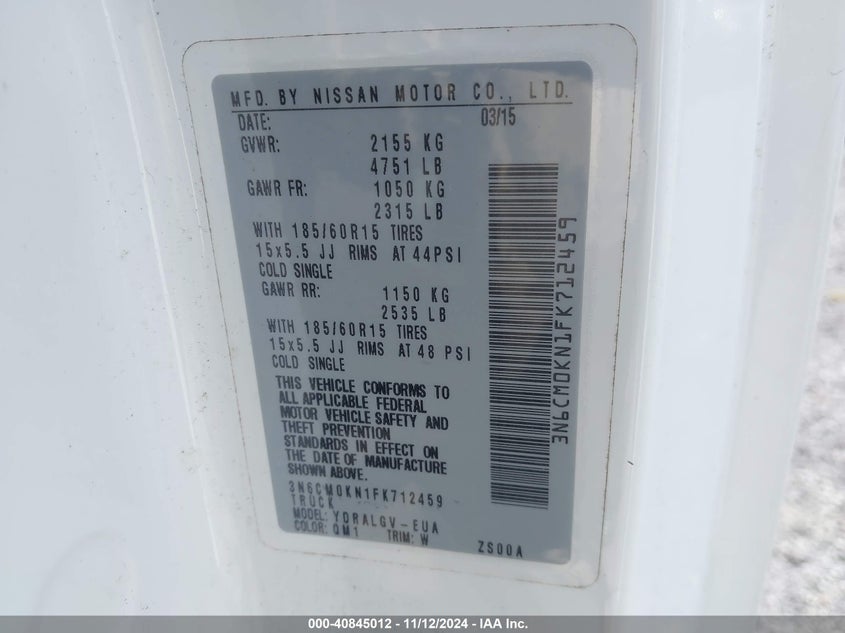 MFD. BY NISSAN MOTOR CO., LTD.
DATE: 03/15
GVWR: 2155 KG
4751 LB
GAWR FR: 1050 KG
2315 LB
WITH 185/60R15 TIRES
15x5.5 JJ RIMS AT 44PSI
COLD SINGLE
GAWR RR: 1150 KG
2535 LB
WITH 185/60R15 TIRES
15x5.5 JJ RIMS AT 48 PSI
COLD SINGLE
THIS VEHICLE CONFORMS TO
ALL APPLICABLE FEDERAL
MOTOR VEHICLE SAFETY AND
THEFT PREVENTION
STANDARDS IN EFFECT ON
THE DATE OF MANUFACTURE
SHOWN ABOVE.
3N6CM0KN1FK712459
TRUCK
MODEL: YDRALGV-EUA
COLOR: QM1 TRIM: W ZS00A
3N6CM0KN1FK712459
000-40845012 - 11/12/2024 - IAA Inc.